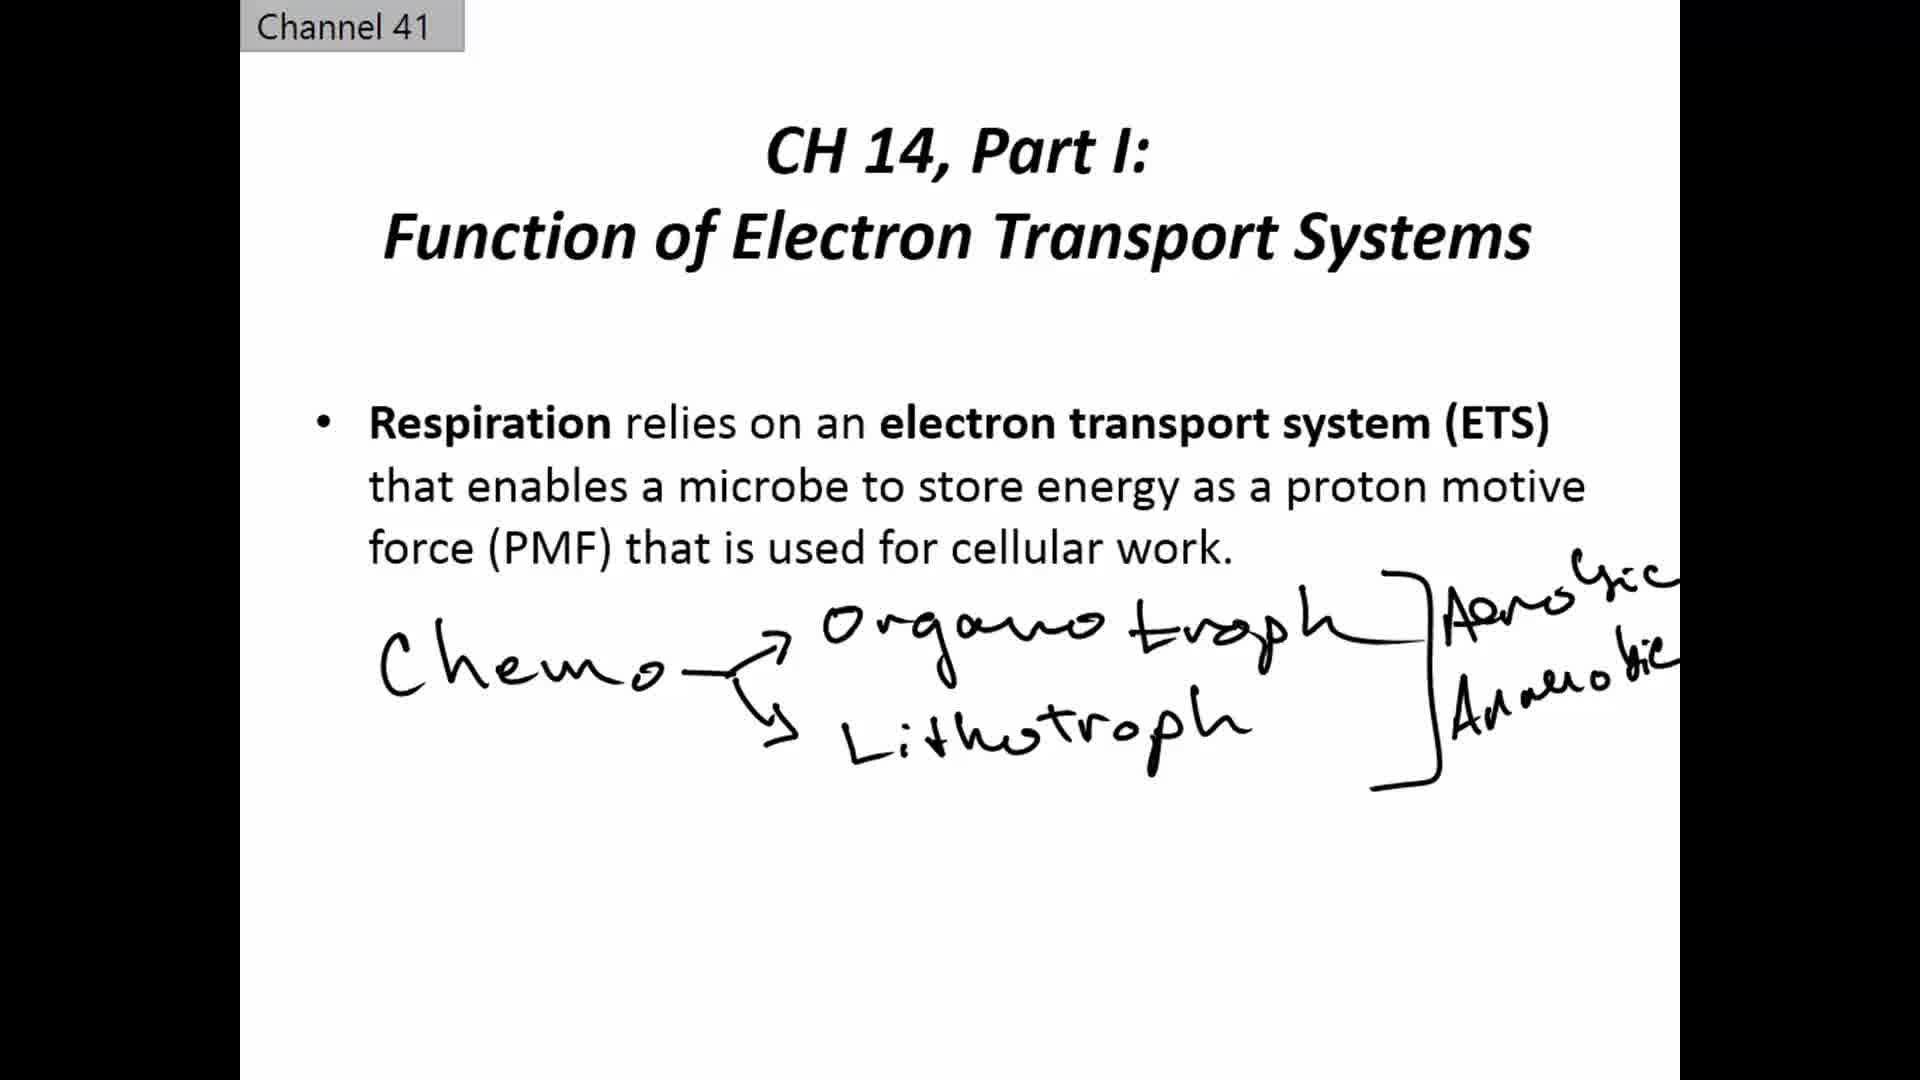 Channel 41
CH 14, Part I:
Function of Electron Transport Systems
• Respiration relies on an electron transport system (ETS)
that enables a microbe to store energy as a proton motive
force (PMF) that is used for cellular work.
Chemo → Organotroph ] Aerobic
Lithotroph Anaerobic